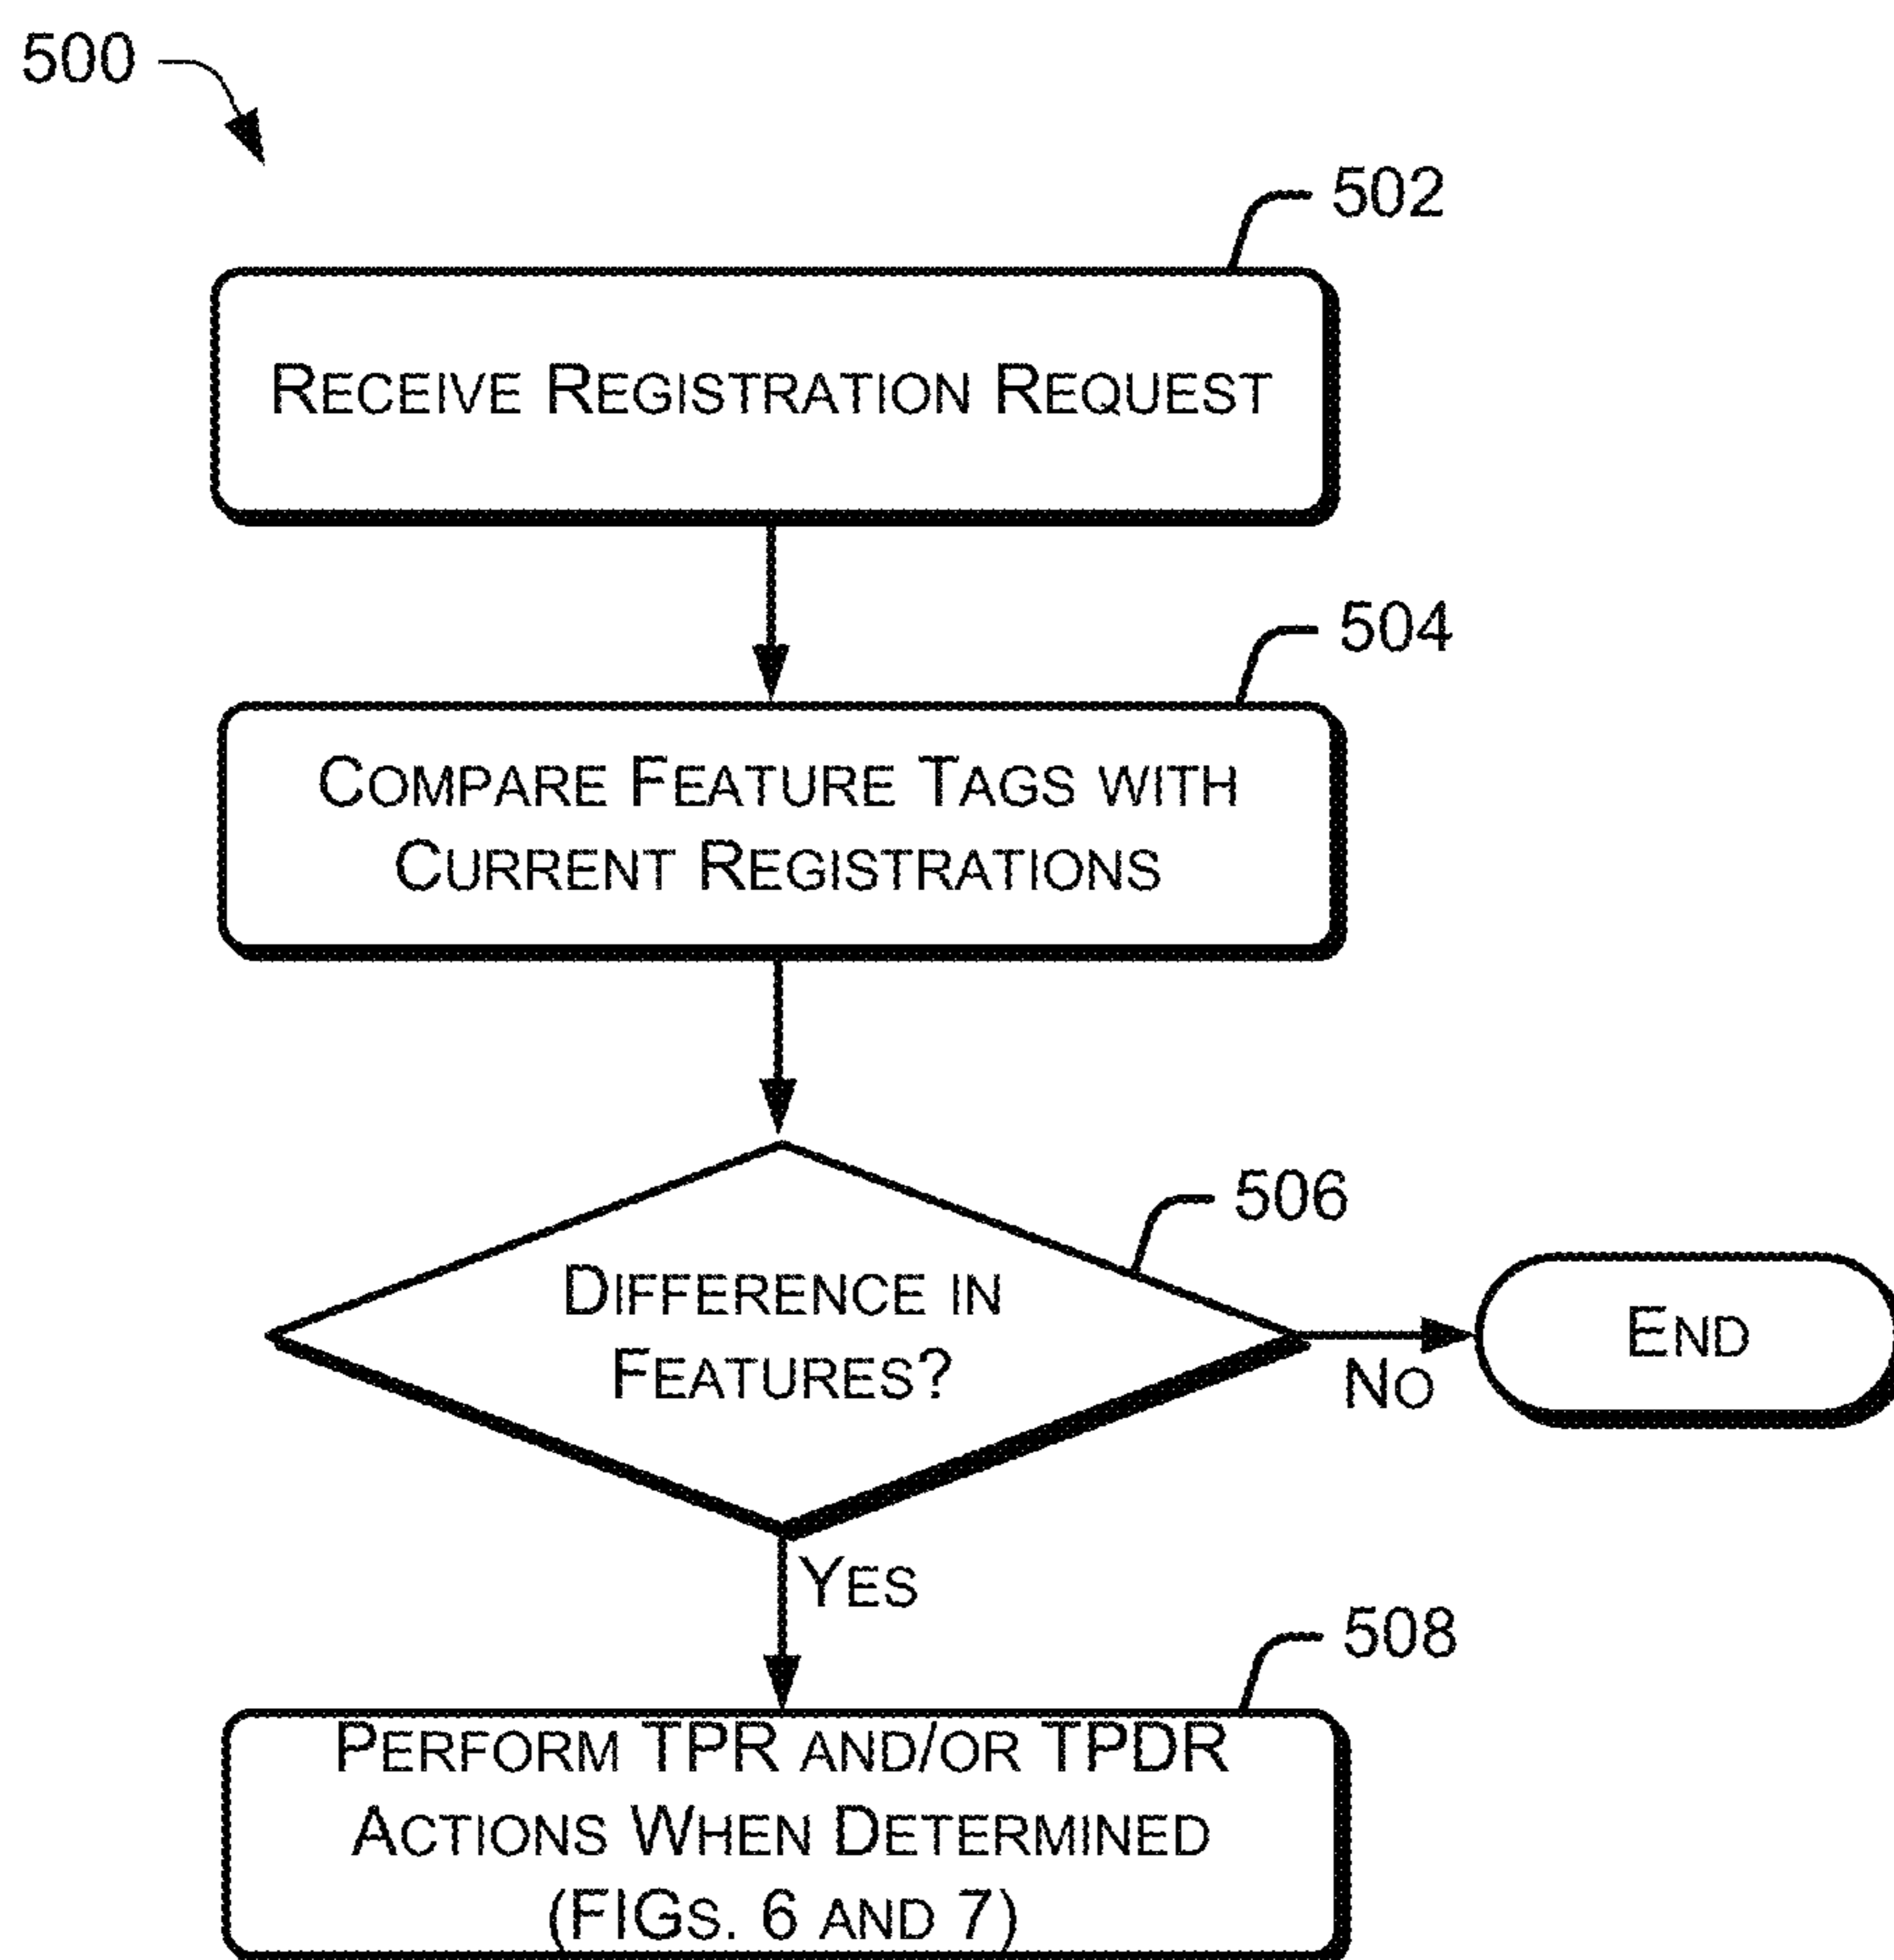 500
502
RECEIVE REGISTRATION REQUEST
504
COMPARE FEATURE TAGS WITH
CURRENT REGISTRATIONS
506
DIFFERENCE IN
FEATURES?
END
NO
YES
508
PERFORM TPR AND/OR TPDR
ACTIONS WHEN DETERMINED
(FIGS. 6 AND 7)